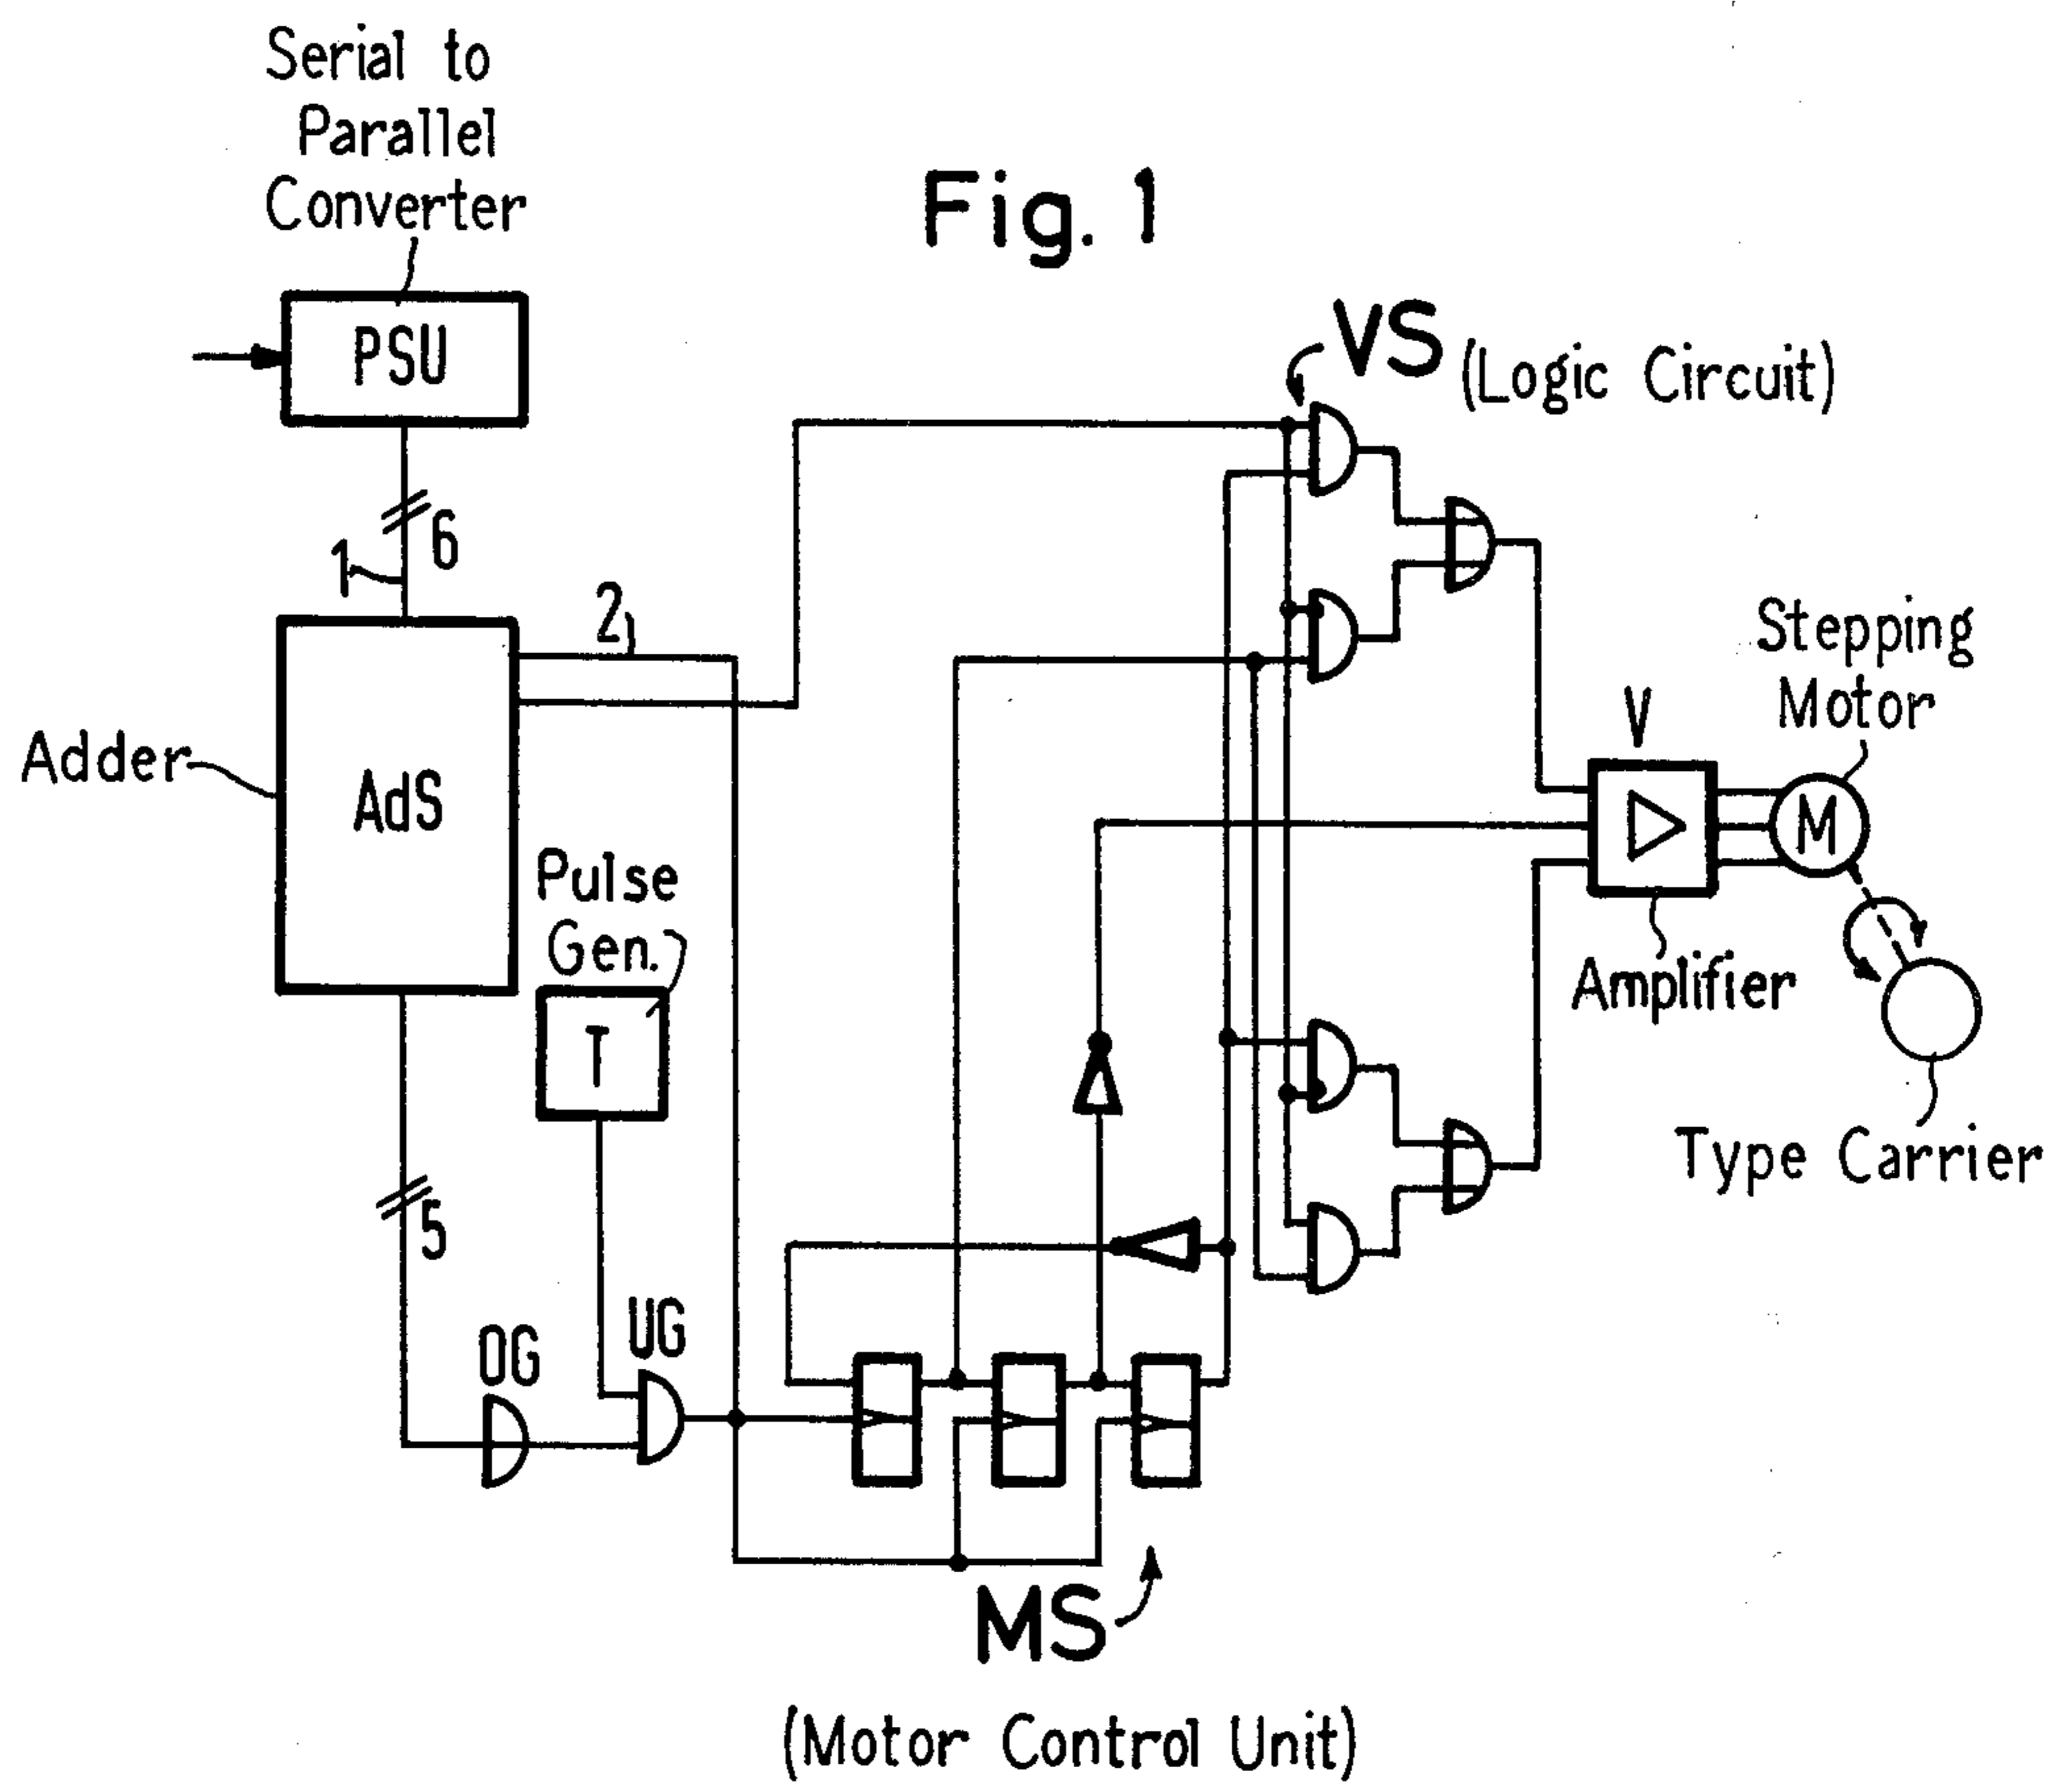 Serial to
Parallel
Converter
Fig. 1
PSU
VS (Logic Circuit)
6
1
2
Stepping
Motor
V
Adder
AdS
M
Pulse
Gen.
Amplifier
T
Type Carrier
5
UG
OG
MS
(Motor Control Unit)